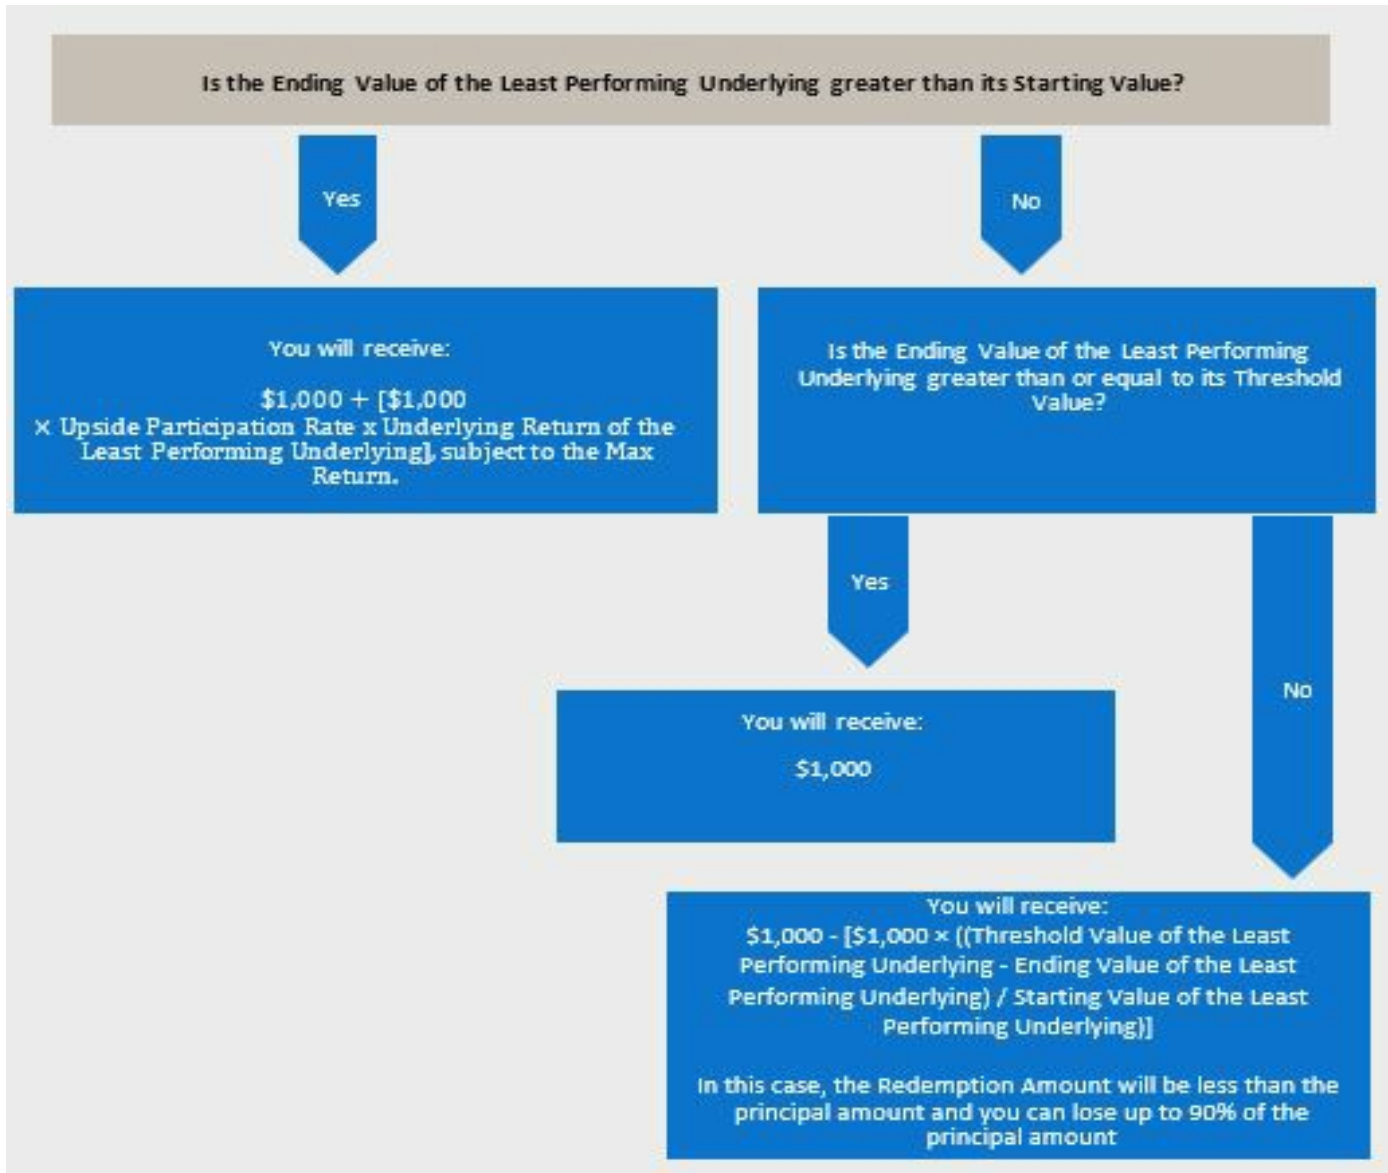 Is the Ending Value of the Least Performing Underlying greater than its Starting Value?
Yes
No
You will receive:
$1,000 + [$1,000
× Upside Participation Rate x Underlying Return of the
Least Performing Underlying], subject to the Max
Return.
Is the Ending Value of the Least Performing
Underlying greater than or equal to its Threshold
Value?
Yes
No
You will receive:
$1,000
You will receive:
$1,000 - [$1,000 × ((Threshold Value of the Least
Performing Underlying - Ending Value of the Least
Performing Underlying) / Starting Value of the Least
Performing Underlying)]
In this case, the Redemption Amount will be less than the
principal amount and you can lose up to 90% of the
principal amount